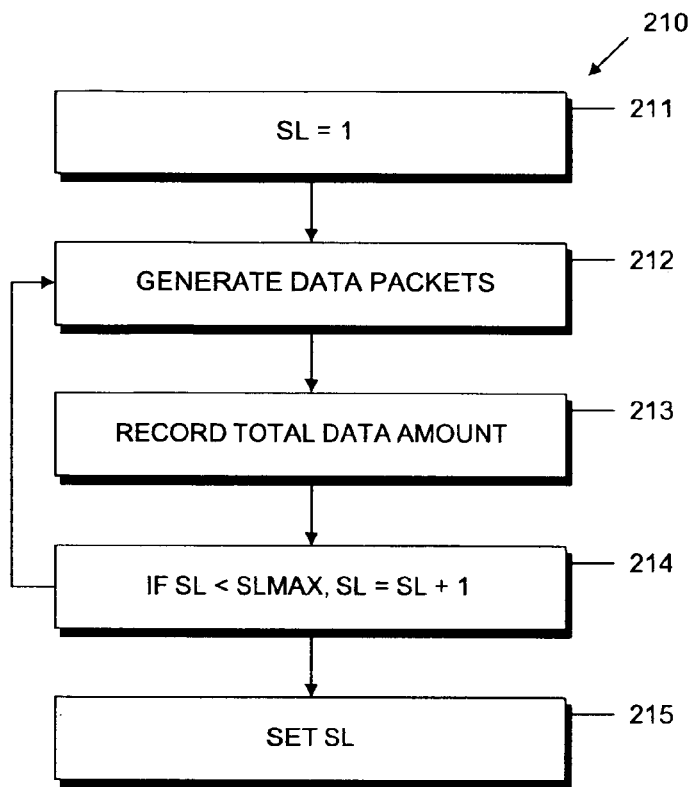 210
SL = 1
211
GENERATE DATA PACKETS
212
RECORD TOTAL DATA AMOUNT
213
IF SL < SLMAX, SL = SL + 1
214
SET SL
215